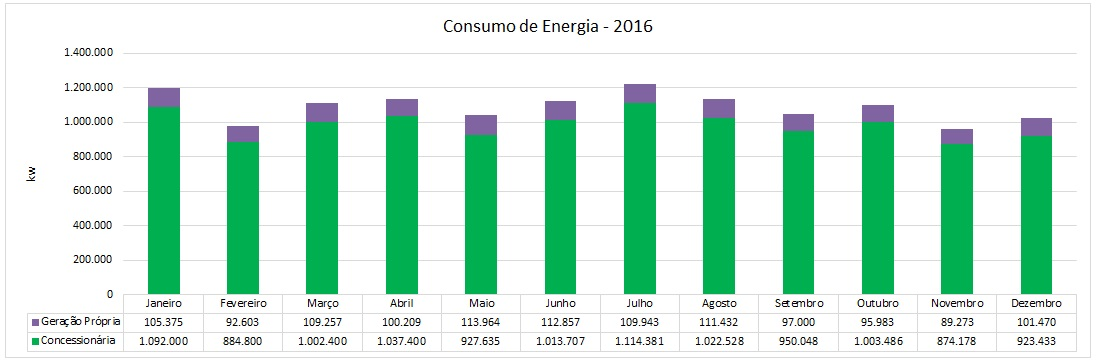 Consumo de Energia - 2016
1.400.000
1.200.000
1.000.000
800.000
600.000
400.000
200.000
0
kw
Janeiro Fevereiro Março Abril Maio Junho Julho Agosto Setembro Outubro Novembro Dezembro
Geração Própria 105.375 92.603 109.257 100.209 113.964 112.857 109.943 111.432 97.000 95.983 89.273 101.470
Concessionária 1.092.000 884.800 1.002.400 1.037.400 927.635 1.013.707 1.114.381 1.022.528 950.048 1.003.486 874.178 923.433